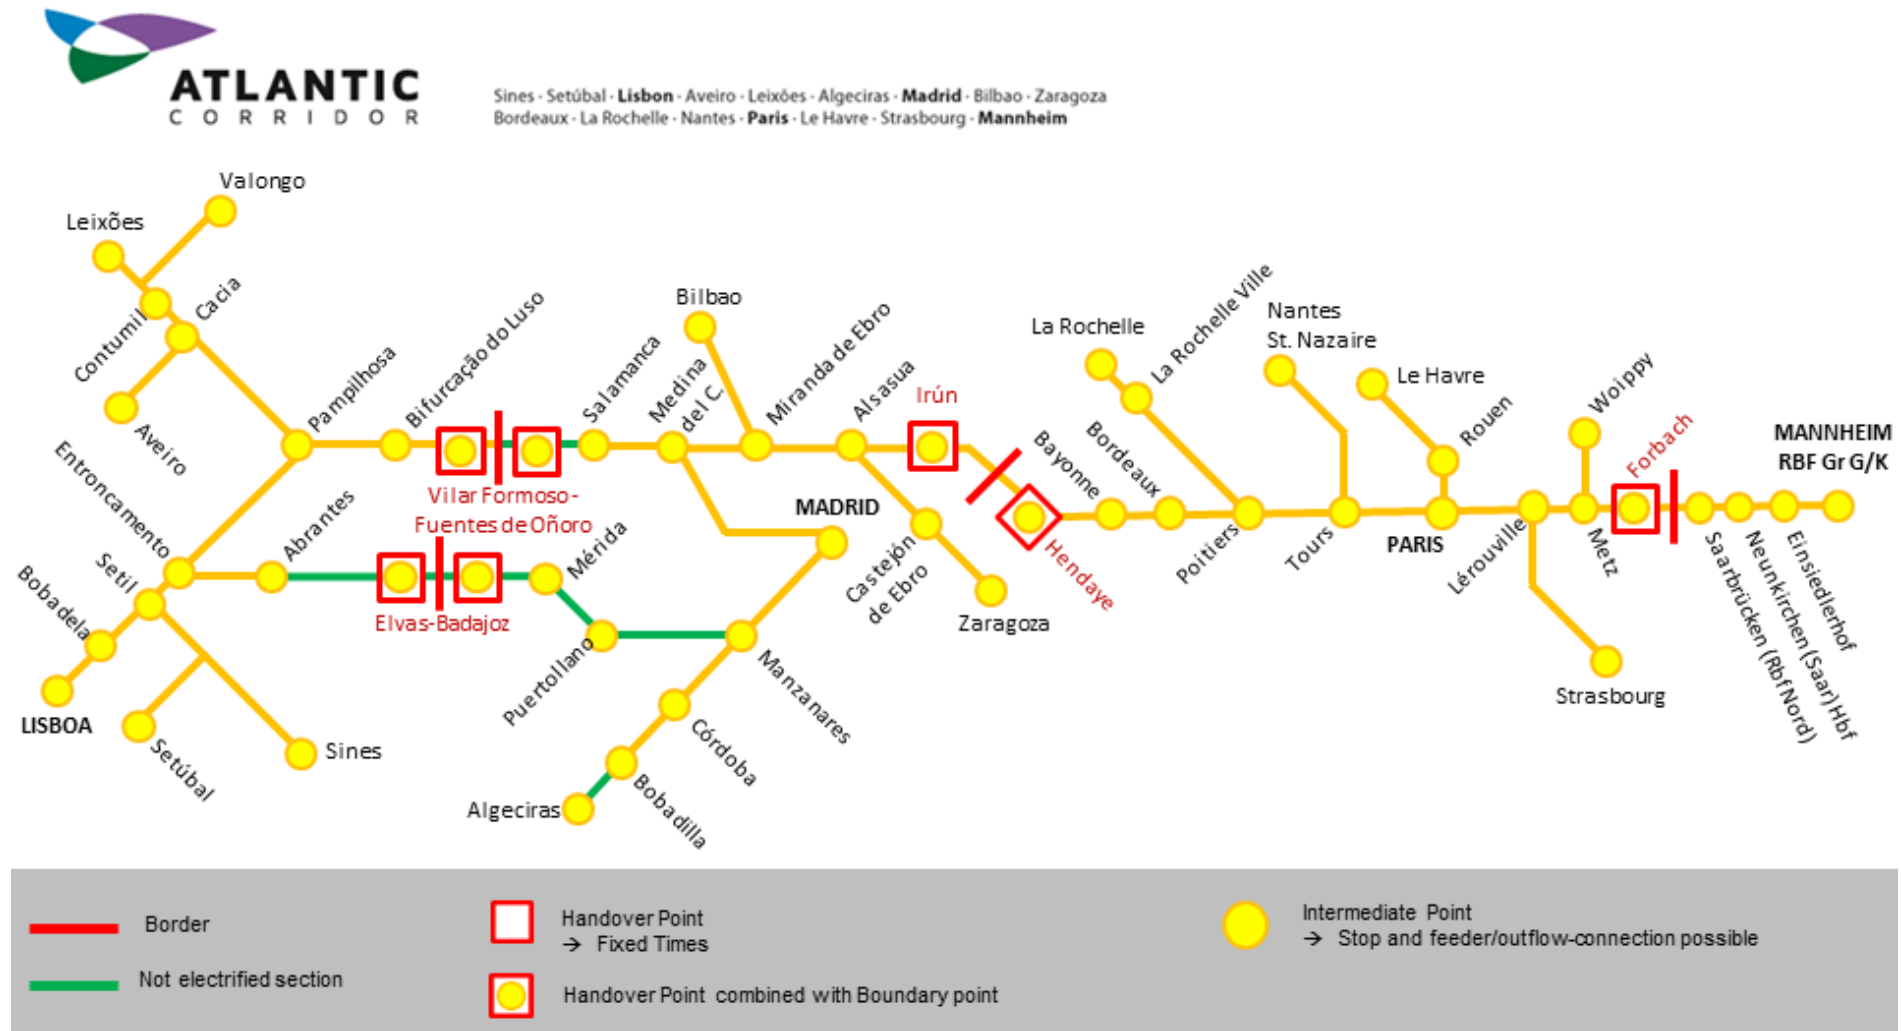 ATLANTIC
CORRIDOR
Sines · Setúbal · Lisbon · Aveiro · Leixões · Algeciras · Madrid · Bilbao · Zaragoza
Bordeaux · La Rochelle · Nantes · Paris · Le Havre · Strasbourg · Mannheim
Valongo
Leixões
Contumil
Cacia
Aveiro
Pampilhosa
Bifurcação do Luso
Vilar Formoso -
Fuentes de Oñoro
Salamanca
Medina
del C.
Bilbao
Miranda de Ebro
Alsasua
Irún
Hendaye
Bayonne
Bordeaux
La Rochelle
La Rochelle Ville
Poitiers
Nantes
St. Nazaire
Tours
Le Havre
Rouen
PARIS
Lérouville
Woippy
Metz
Forbach
MANNHEIM
RBF Gr G/K
Saarbrücken (Rbf Nord)
Neunkirchen (Saar) Hbf
Einsiedlerhof
Strasbourg
Entroncamento
Abrantes
Setil
Bobadela
LISBOA
Setúbal
Sines
Elvas-Badajoz
Mérida
Puertollano
MADRID
Manzanares
Córdoba
Bobadilla
Algeciras
Castejón
de Ebro
Zaragoza
Border
Not electrified section
Handover Point
→ Fixed Times
Handover Point combined with Boundary point
Intermediate Point
→ Stop and feeder/outflow-connection possible